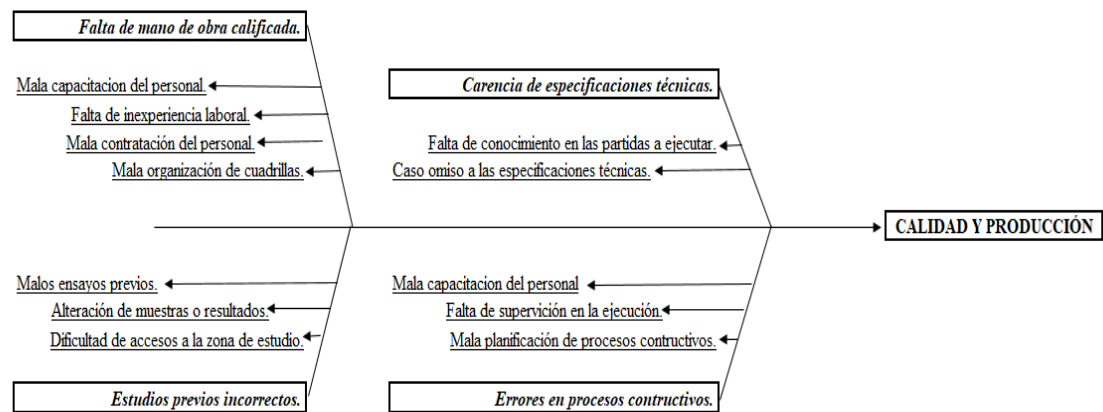 Falta de mano de obra calificada.
Mala capacitacion del personal.
Falta de inexperiencia laboral.
Mala contratación del personal.
Mala organización de cuadrillas.
Carencia de especificaciones técnicas.
Falta de conocimiento en las partidas a ejecutar.
Caso omiso a las especificaciones técnicas.
CALIDAD Y PRODUCCIÓN
Malos ensayos previos.
Alteración de muestras o resultados.
Dificultad de accesos a la zona de estudio.
Estudios previos incorrectos.
Mala capacitacion del personal
Falta de supervición en la ejecución.
Mala planificación de procesos contructivos.
Errores en procesos contructivos.